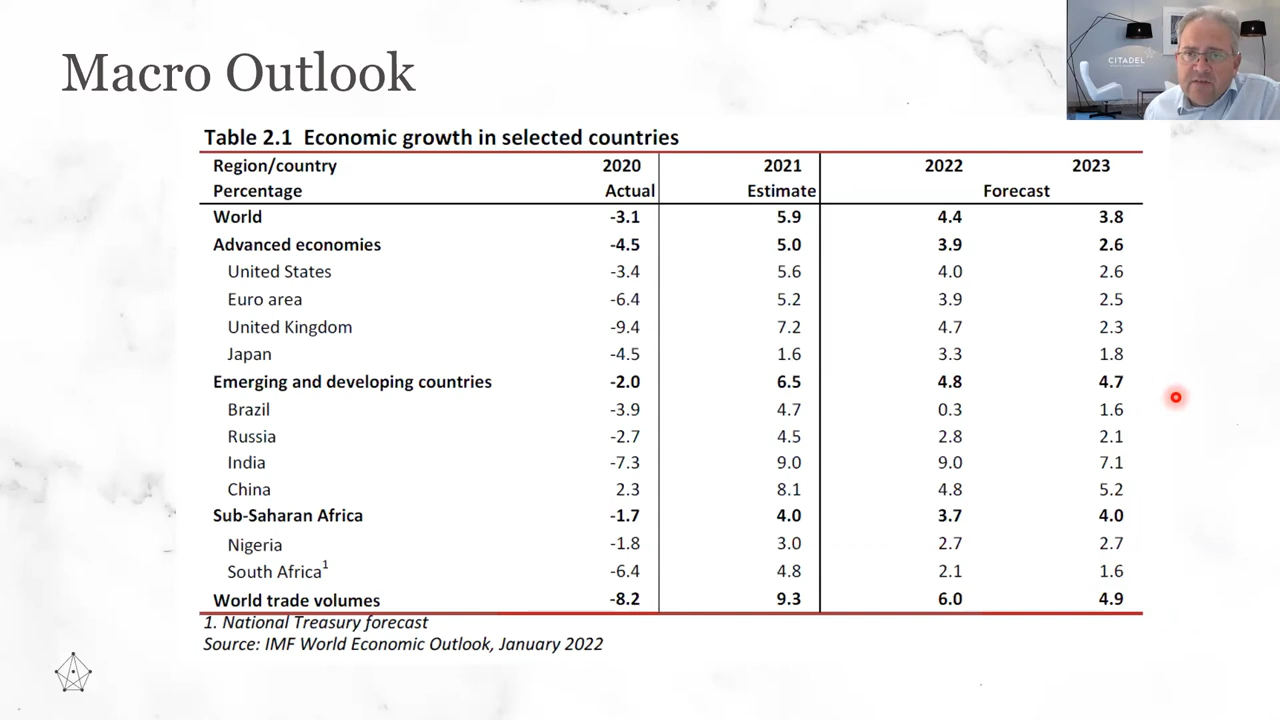 Macro Outlook
CITADEL
Table 2.1 Economic growth in selected countries
Region/country 2020 2021 2022 2023
Percentage Actual Estimate Forecast
World -3.1 5.9 4.4 3.8
Advanced economies -4.5 5.0 3.9 2.6
United States -3.4 5.6 4.0 2.6
Euro area -6.4 5.2 3.9 2.5
United Kingdom -9.4 7.2 4.7 2.3
Japan -4.5 1.6 3.3 1.8
Emerging and developing countries -2.0 6.5 4.8 4.7
Brazil -3.9 4.7 0.3 1.6
Russia -2.7 4.5 2.8 2.1
India -7.3 9.0 9.0 7.1
China 2.3 8.1 4.8 5.2
Sub-Saharan Africa -1.7 4.0 3.7 4.0
Nigeria -1.8 3.0 2.7 2.7
South Africa¹ -6.4 4.8 2.1 1.6
World trade volumes -8.2 9.3 6.0 4.9
1. National Treasury forecast
Source: IMF World Economic Outlook, January 2022